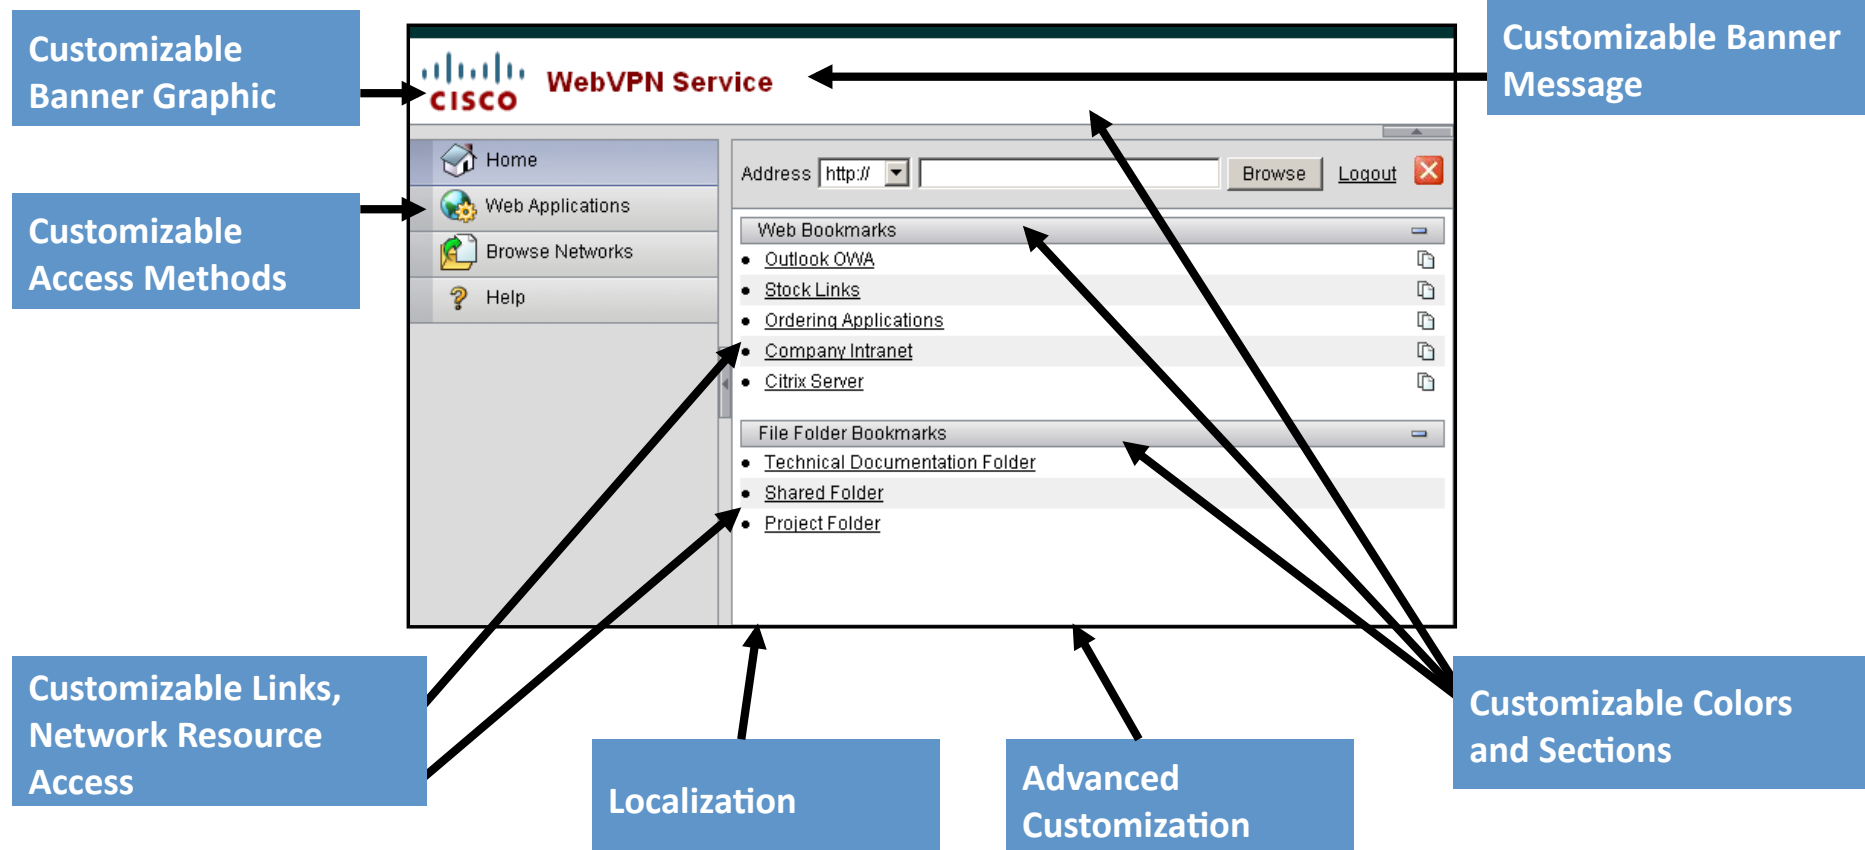 Customizable
Banner Graphic
Customizable Banner
Message
CISCO
WebVPN Service
Home
Web Applications
Browse Networks
Help
Address http:// Browse Logout
Web Bookmarks
Outlook OWA
Stock Links
Ordering Applications
Company Intranet
Citrix Server
File Folder Bookmarks
Technical Documentation Folder
Shared Folder
Project Folder
Customizable
Access Methods
Customizable Links,
Network Resource
Access
Localization
Advanced
Customization
Customizable Colors
and Sections